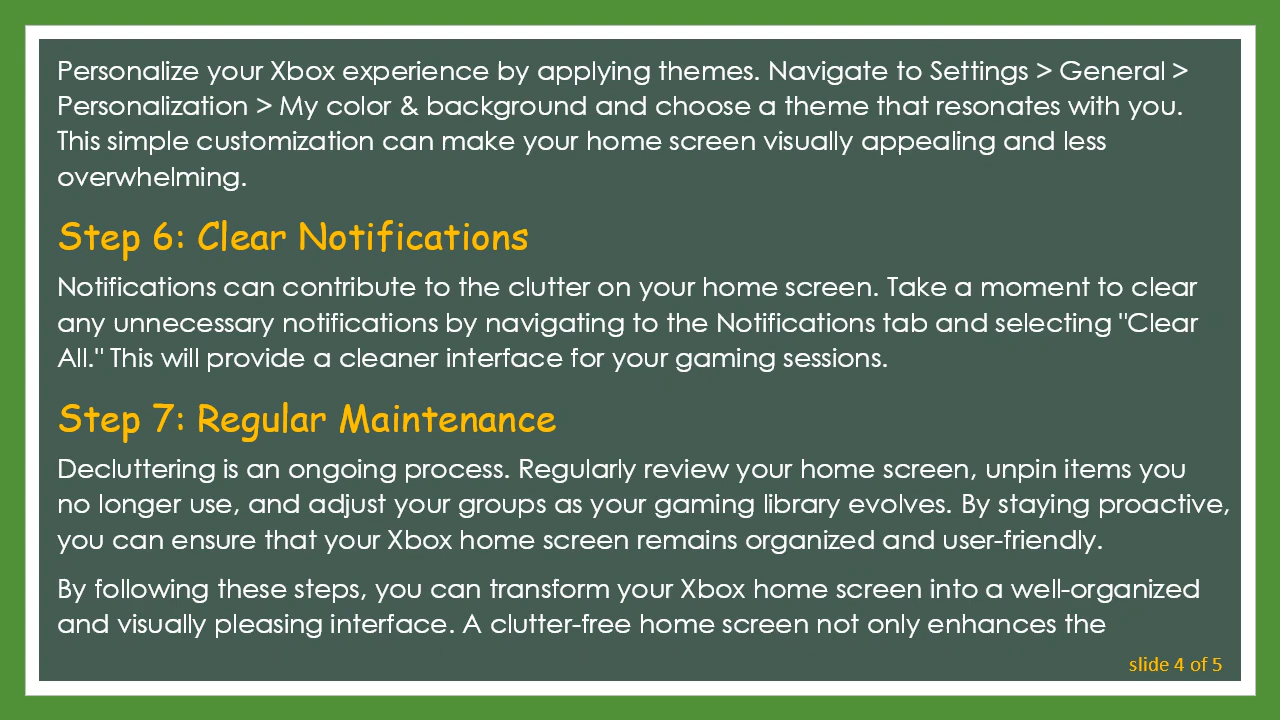 Personalize your Xbox experience by applying themes. Navigate to Settings > General >
Personalization > My color & background and choose a theme that resonates with you.
This simple customization can make your home screen visually appealing and less
overwhelming.
Step 6: Clear Notifications
Notifications can contribute to the clutter on your home screen. Take a moment to clear
any unnecessary notifications by navigating to the Notifications tab and selecting "Clear
All." This will provide a cleaner interface for your gaming sessions.
Step 7: Regular Maintenance
Decluttering is an ongoing process. Regularly review your home screen, unpin items you
no longer use, and adjust your groups as your gaming library evolves. By staying proactive,
you can ensure that your Xbox home screen remains organized and user-friendly.
By following these steps, you can transform your Xbox home screen into a well-organized
and visually pleasing interface. A clutter-free home screen not only enhances the
slide 4 of 5